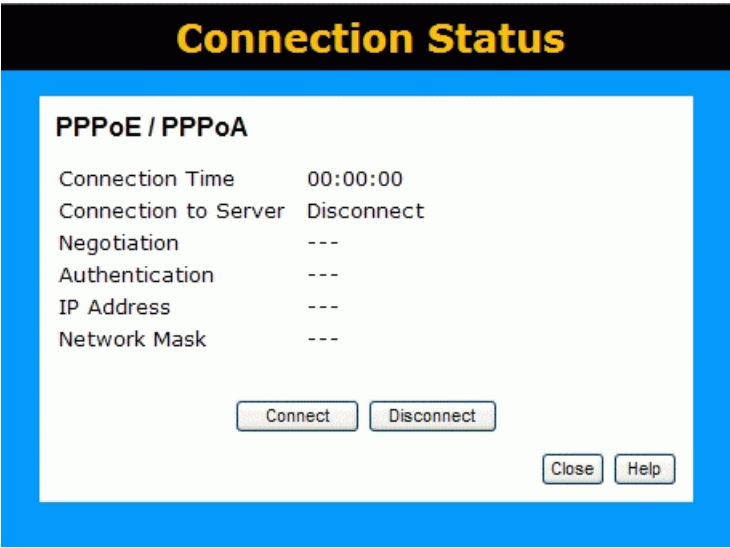 Connection Status
PPPoE / PPPoA
Connection Time 00:00:00
Connection to Server Disconnect
Negotiation ---
Authentication ---
IP Address ---
Network Mask ---
Connect Disconnect
Close Help